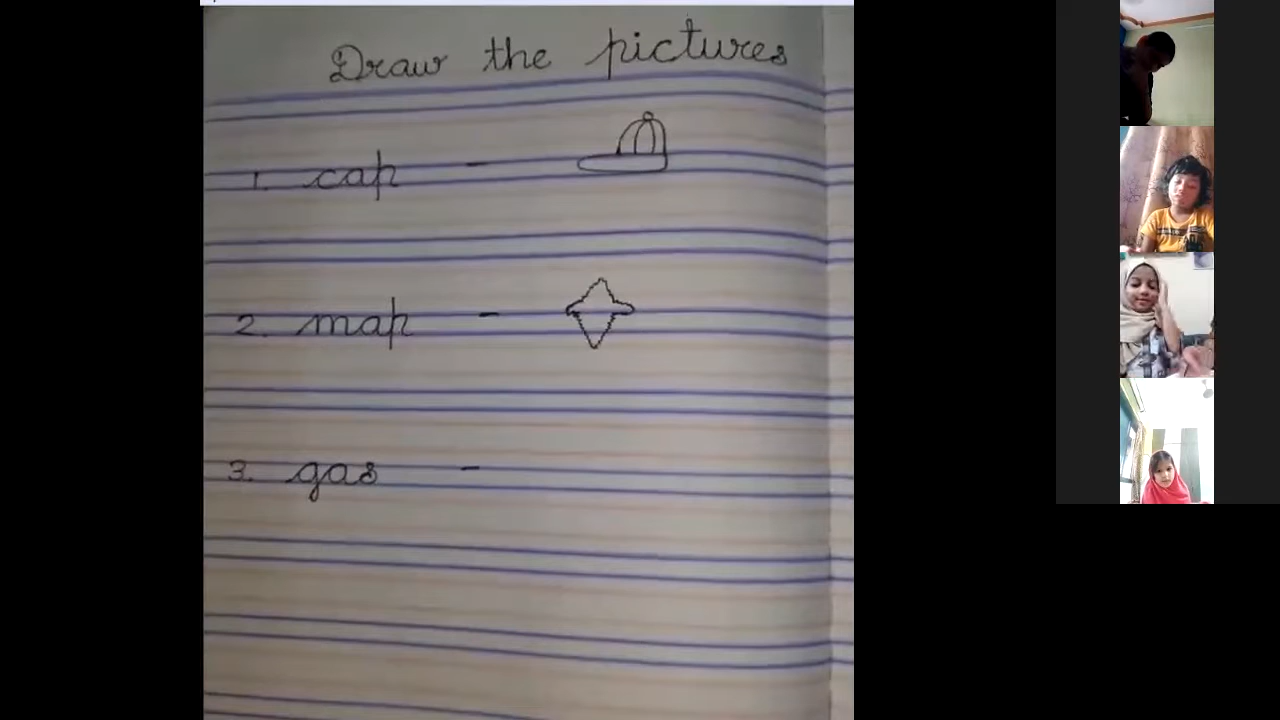 Draw the pictures
1. cap -
2. map -
3. gas -